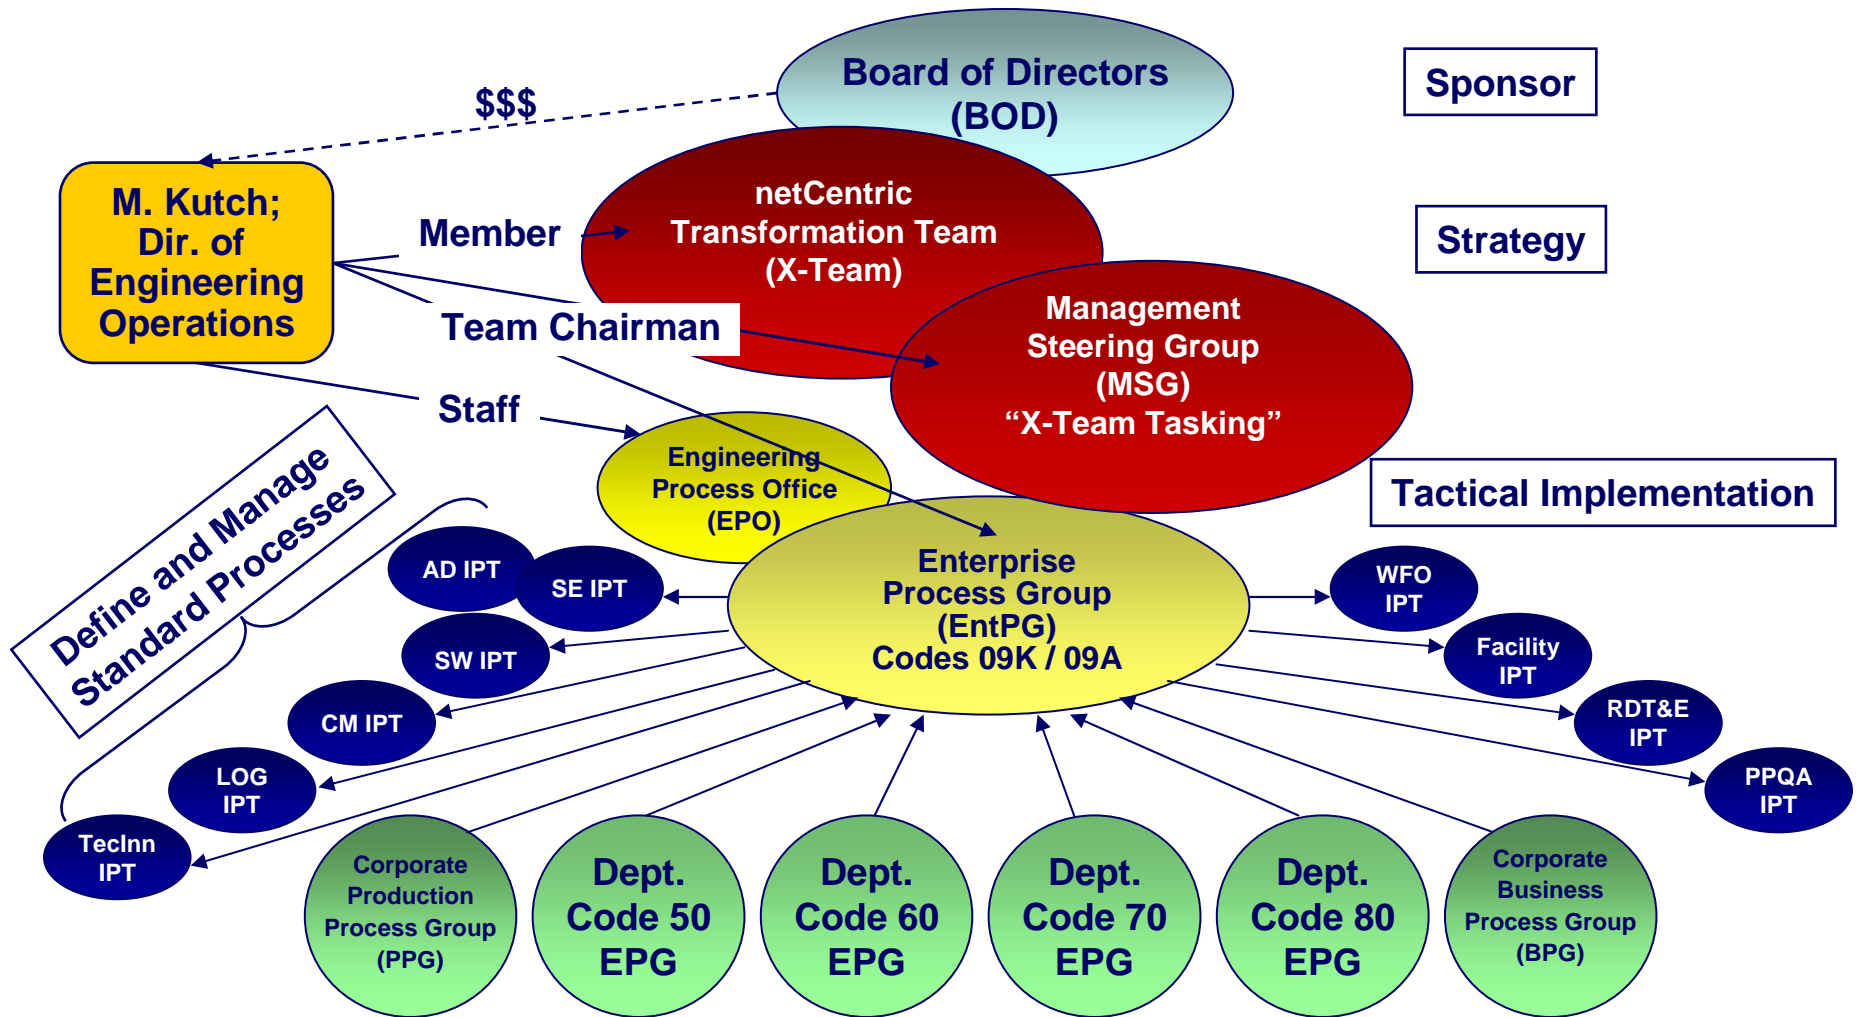 Board of Directors
(BOD)
Sponsor
$$$
M. Kutch;
Dir. of
Engineering
Operations
Member
netCentric
Transformation Team
(X-Team)
Strategy
Team Chairman
Management
Steering Group
(MSG)
“X-Team Tasking”
Staff
Engineering
Process Office
(EPO)
Tactical Implementation
Define and Manage
Standard Processes
Enterprise
Process Group
(EntPG)
Codes 09K / 09A
AD IPT
SE IPT
SW IPT
CM IPT
LOG
IPT
TecInn
IPT
WFO
IPT
Facility
IPT
RDT&E
IPT
PPQA
IPT
Corporate
Production
Process Group
(PPG)
Dept.
Code 50
EPG
Dept.
Code 60
EPG
Dept.
Code 70
EPG
Dept.
Code 80
EPG
Corporate
Business
Process Group
(BPG)